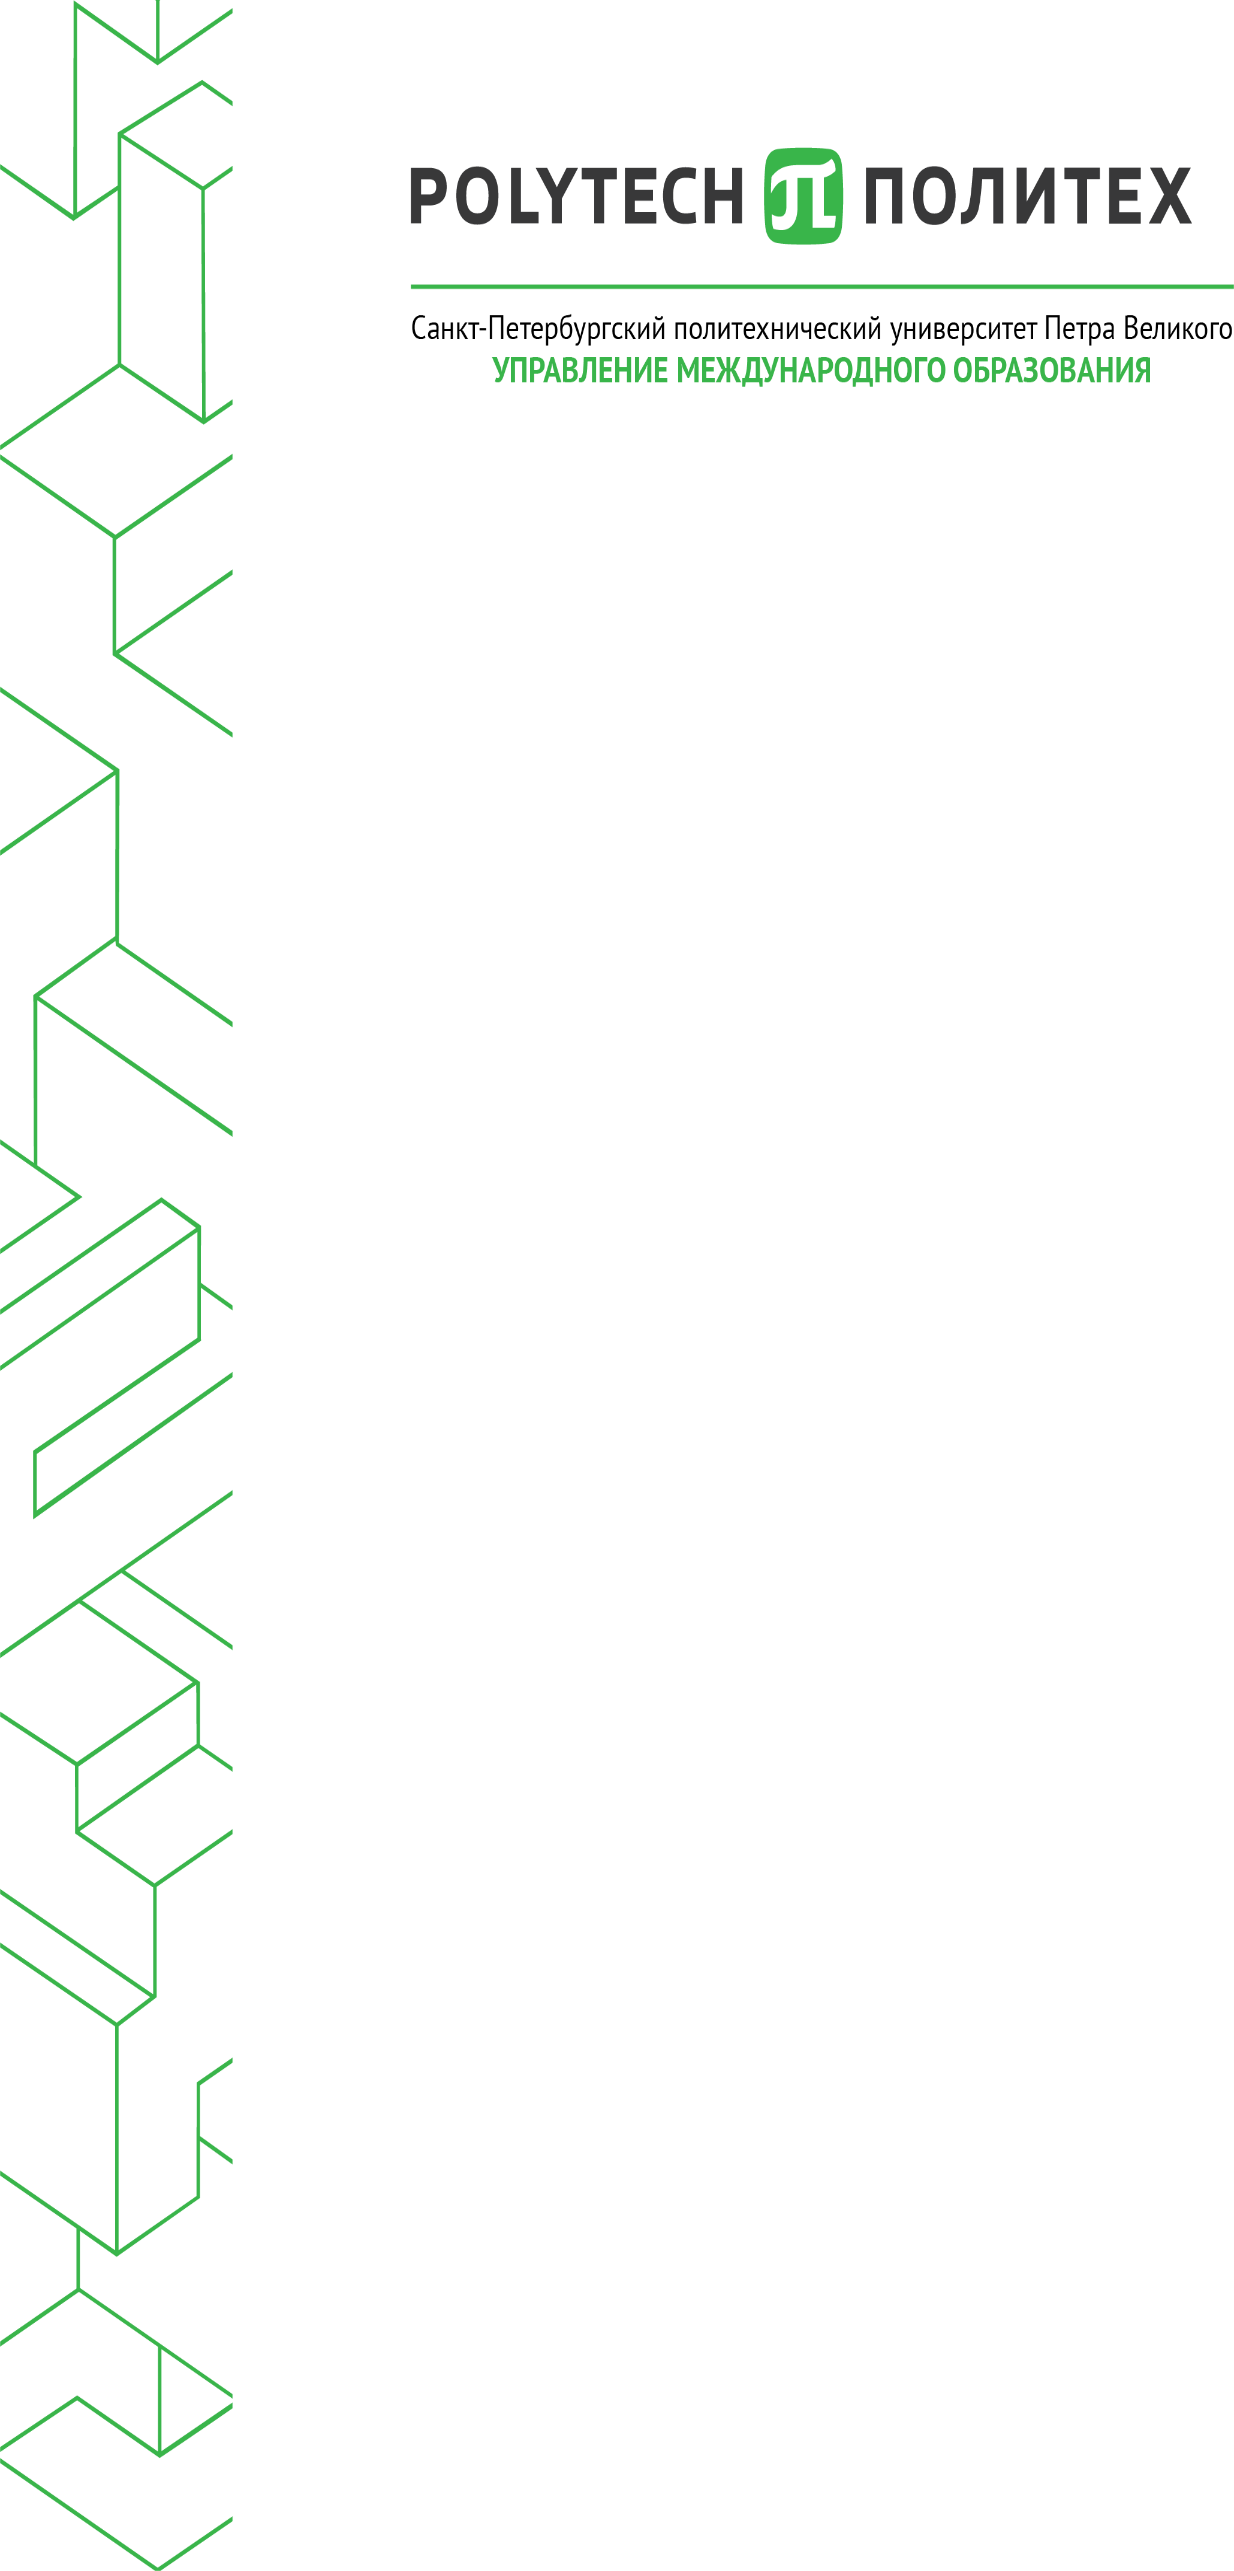 POLYTECH П ПОЛИТЕХ
Санкт-Петербургский политехнический университет Петра Великого
УПРАВЛЕНИЕ МЕЖДУНАРОДНОГО ОБРАЗОВАНИЯ